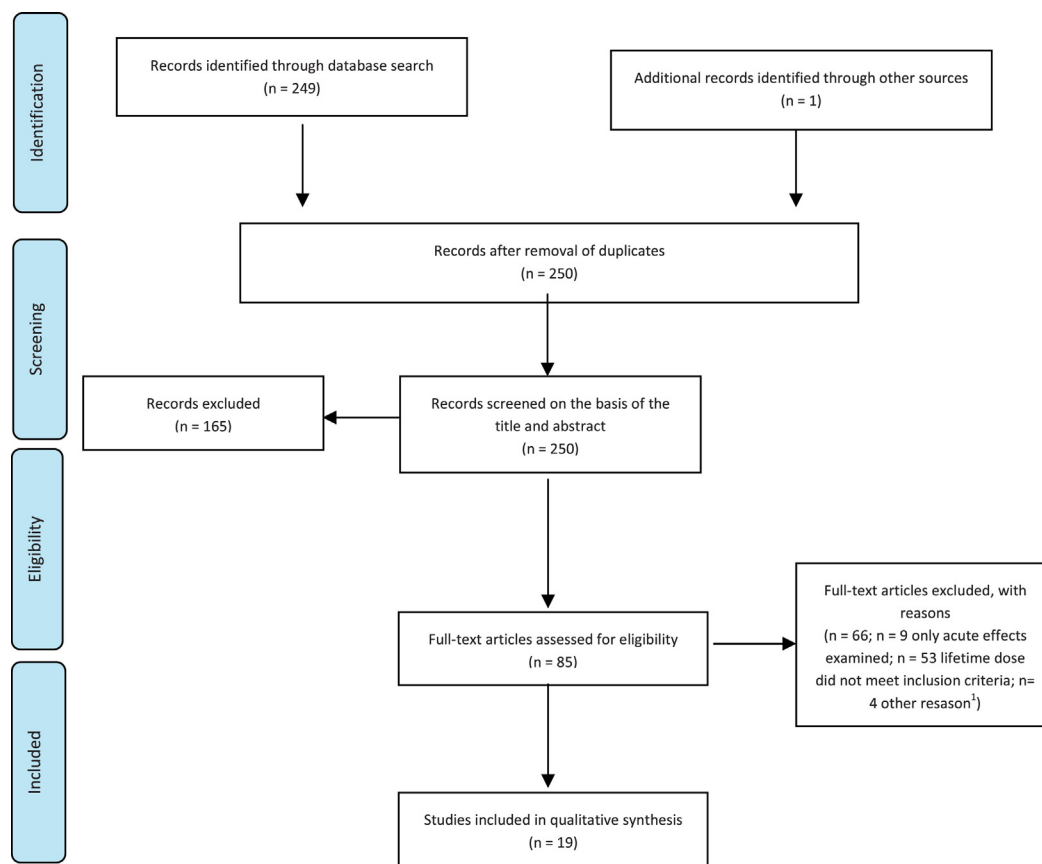 Identification
Records identified through database search
(n = 249)
Additional records identified through other sources
(n = 1)
Screening
Records after removal of duplicates
(n = 250)
Records excluded
(n = 165)
Records screened on the basis of the
title and abstract
(n = 250)
Eligibility
Full-text articles assessed for eligibility
(n = 85)
Full-text articles excluded, with
reasons
(n = 66; n = 9 only acute effects
examined; n = 53 lifetime dose
did not meet inclusion criteria; n=
4 other resason¹)
Included
Studies included in qualitative synthesis
(n = 19)